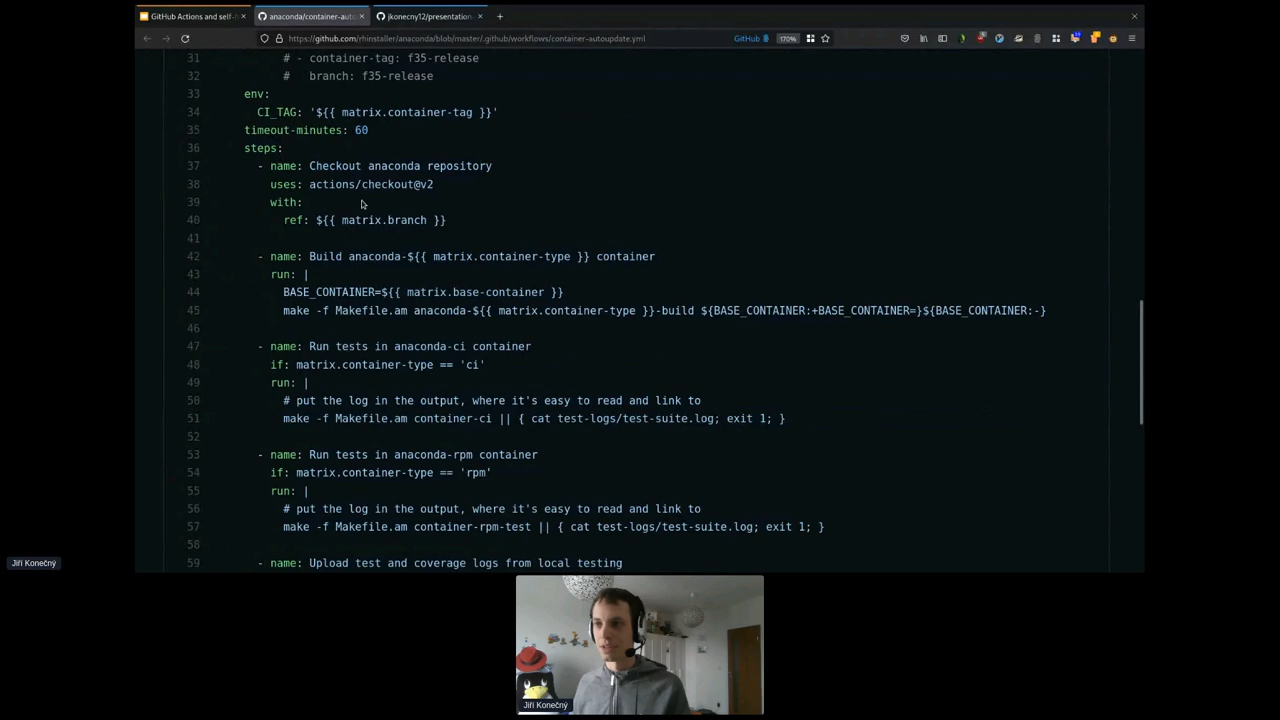 GitHub Actions and self-h
anaconda/container-auto
jkonecny12/presentation-
https://github.com/rhinstaller/anaconda/blob/master/.github/workflows/container-autoupdate.yml
GitHub
170%
31 # - container-tag: f35-release
32 #   branch: f35-release
33 env:
34 CI_TAG: '${{ matrix.container-tag }}'
35 timeout-minutes: 60
36 steps:
37 - name: Checkout anaconda repository
38 uses: actions/checkout@v2
39 with:
40 ref: ${{ matrix.branch }}
41
42 - name: Build anaconda-${{ matrix.container-type }} container
43 run: |
44 BASE_CONTAINER=${{ matrix.base-container }}
45 make -f Makefile.am anaconda-${{ matrix.container-type }}-build ${BASE_CONTAINER:+BASE_CONTAINER=}${BASE_CONTAINER:-}
46
47 - name: Run tests in anaconda-ci container
48 if: matrix.container-type == 'ci'
49 run: |
50 # put the log in the output, where it's easy to read and link to
51 make -f Makefile.am container-ci || { cat test-logs/test-suite.log; exit 1; }
52
53 - name: Run tests in anaconda-rpm container
54 if: matrix.container-type == 'rpm'
55 run: |
56 # put the log in the output, where it's easy to read and link to
57 make -f Makefile.am container-rpm-test || { cat test-logs/test-suite.log; exit 1; }
58
59 - name: Upload test and coverage logs from local testing
Jiří Konečný
Jiří Konečný